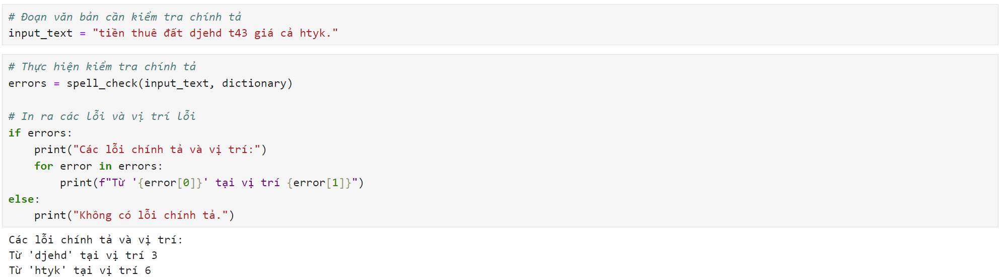 # Đoạn văn bản cần kiểm tra chính tả
input_text = "tiền thuê đất djehd t43 giá cả htyk."
# Thực hiện kiểm tra chính tả
errors = spell_check(input_text, dictionary)
# In ra các lỗi và vị trí lỗi
if errors:
    print("Các lỗi chính tả và vị trí:")
    for error in errors:
        print(f"Từ '{error[0]}' tại vị trí {error[1]}")
else:
    print("Không có lỗi chính tả.")
Các lỗi chính tả và vị trí:
Từ 'djehd' tại vị trí 3
Từ 'htyk' tại vị trí 6